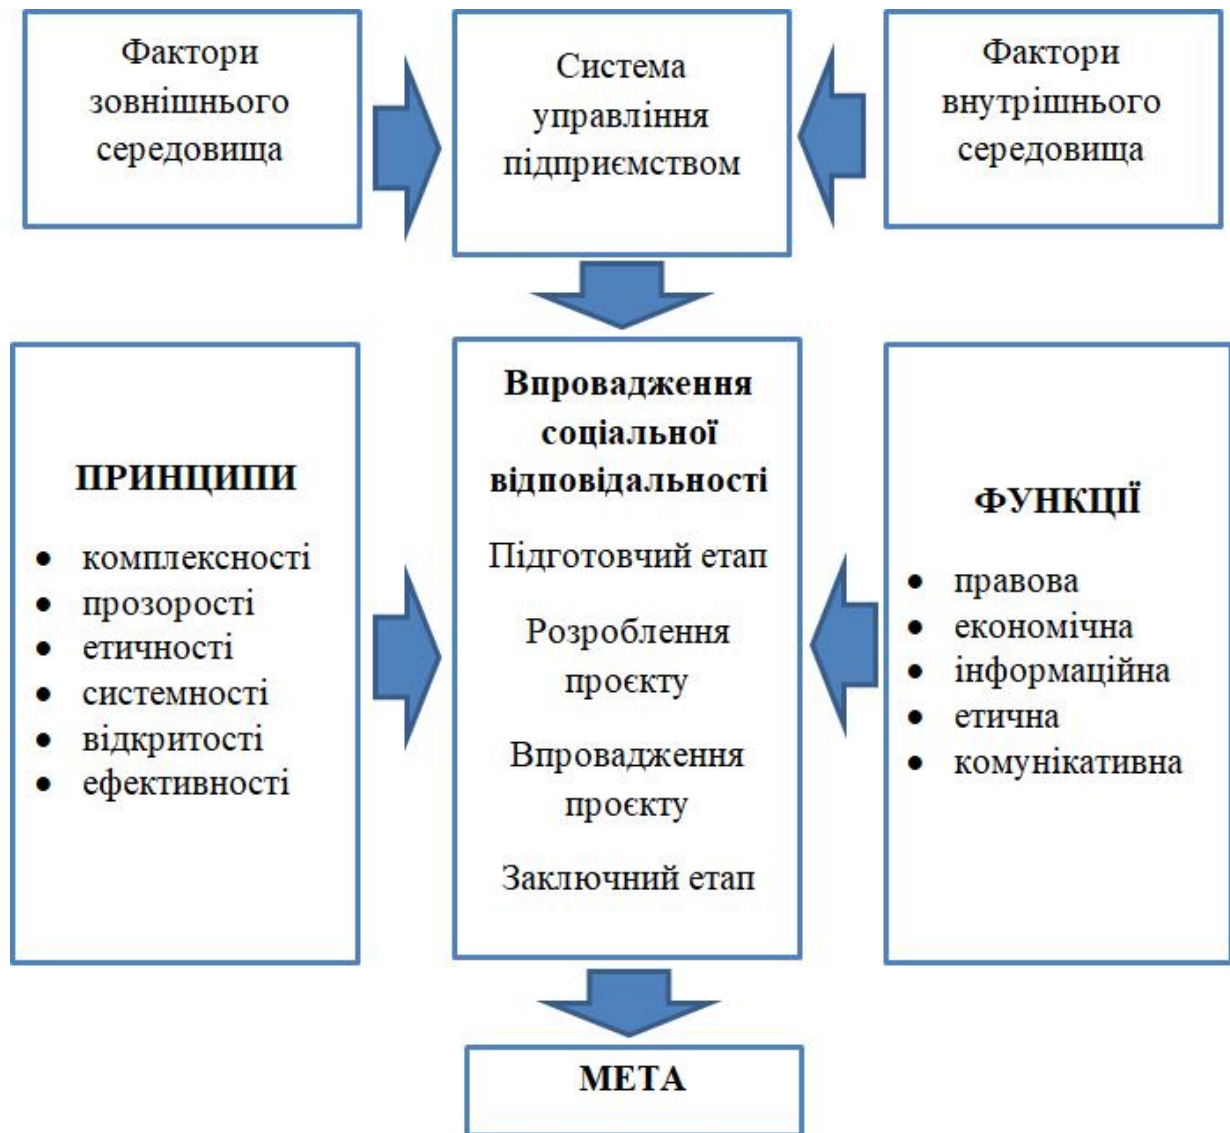 Фактори
зовнішнього
середовища
Система
управління
підприємством
Фактори
внутрішнього
середовища
ПРИНЦИПИ
• комплексності
• прозорості
• етичності
• системності
• відкритості
• ефективності
Впровадження
соціальної
відповідальності
Підготовчий етап
Розроблення
проєкту
Впровадження
проєкту
Заключний етап
ФУНКЦІЇ
• правова
• економічна
• інформаційна
• етична
• комунікативна
МЕТА